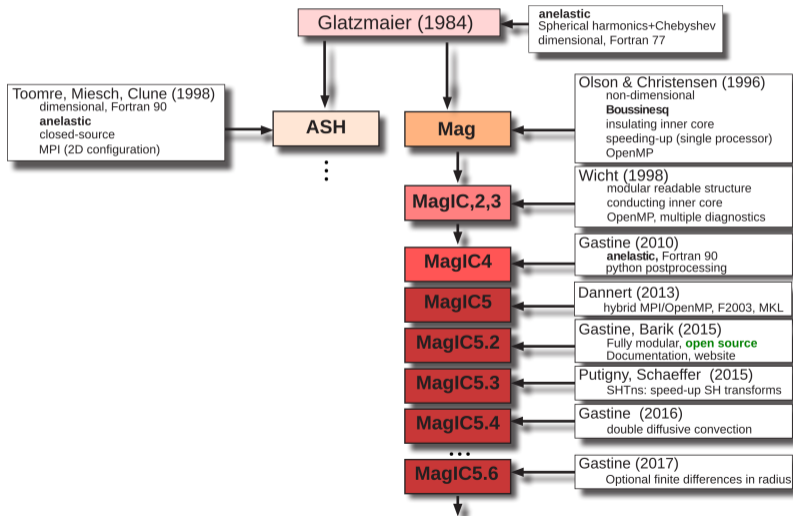 Glatzmaier (1984)
anelastic
Spherical harmonics+Chebyshev
dimensional, Fortran 77
Toomre, Miesch, Clune (1998)
dimensional, Fortran 90
anelastic
closed-source
MPI (2D configuration)
ASH
Mag
Olson & Christensen (1996)
non-dimensional
Boussinesq
insulating inner core
speeding-up (single processor)
OpenMP
MagIC,2,3
Wicht (1998)
modular readable structure
conducting inner core
OpenMP, multiple diagnostics
MagIC4
Gastine (2010)
anelastic, Fortran 90
python postprocessing
MagIC5
Dannert (2013)
hybrid MPI/OpenMP, F2003, MKL
MagIC5.2
Gastine, Barik (2015)
Fully modular, open source
Documentation, website
MagIC5.3
Putigny, Schaeffer (2015)
SHTns: speed-up SH transforms
MagIC5.4
Gastine (2016)
double diffusive convection
...
MagIC5.6
Gastine (2017)
Optional finite differences in radius